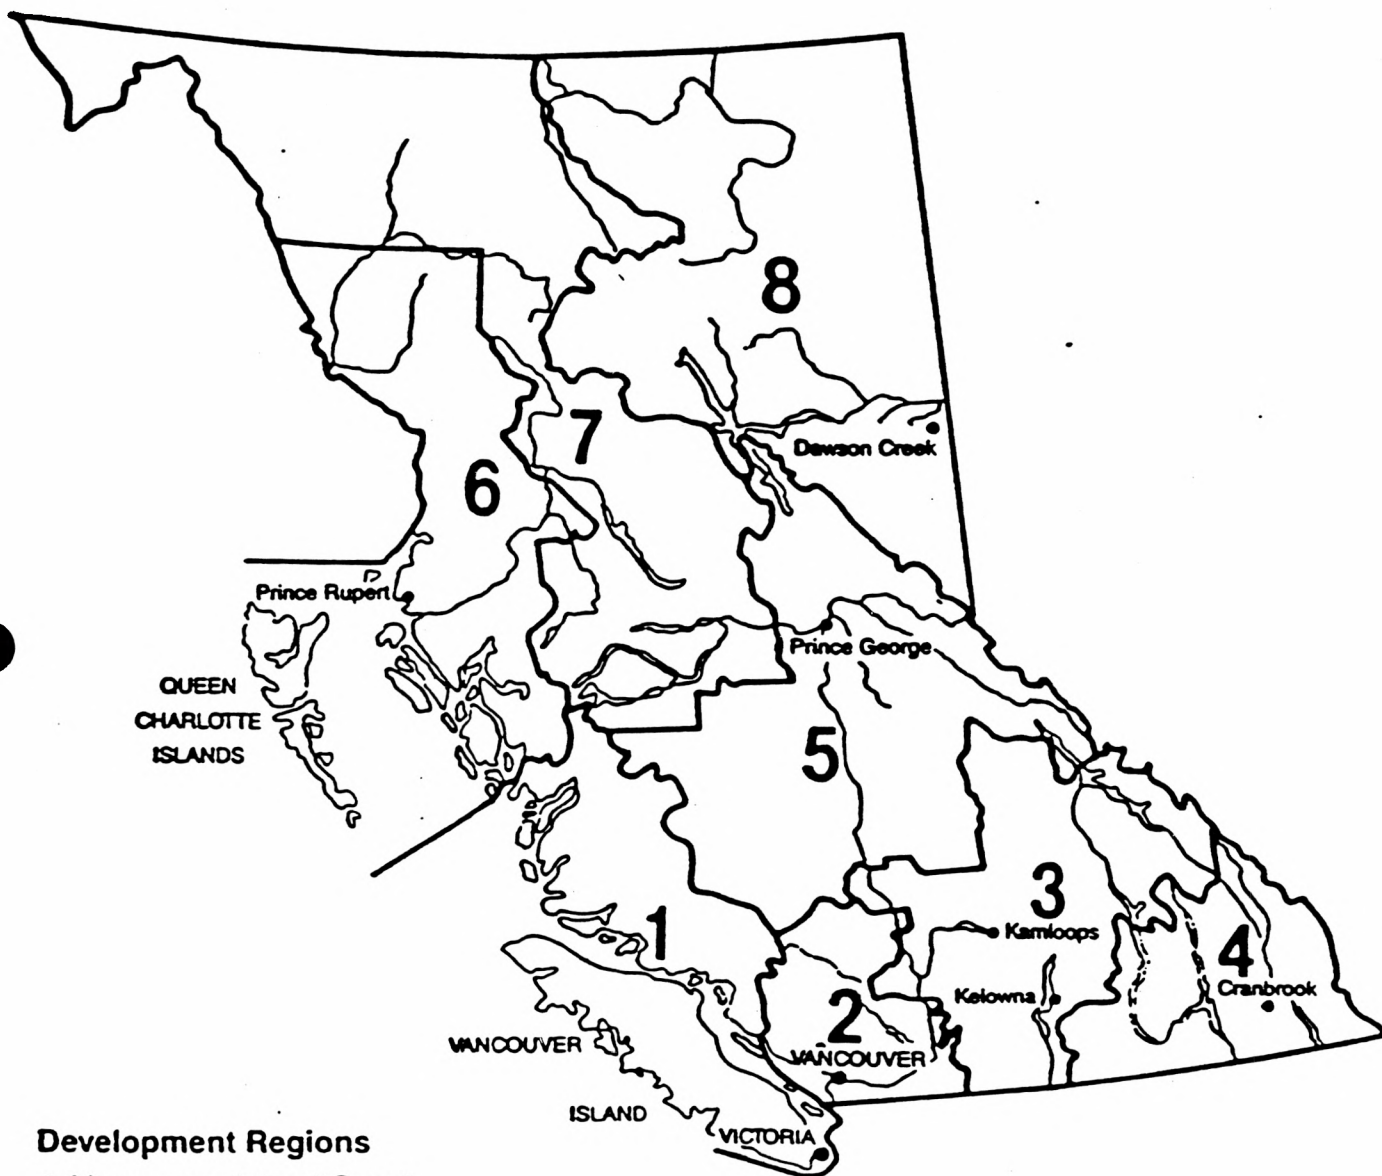 8
7
Dawson Creek
6
Prince Rupert
Prince George
QUEEN
CHARLOTTE
ISLANDS
5
3
1
Kamloops
4
Kelowna
Cranbrook
2
VANCOUVER
VANCOUVER
ISLAND
VICTORIA
Development Regions